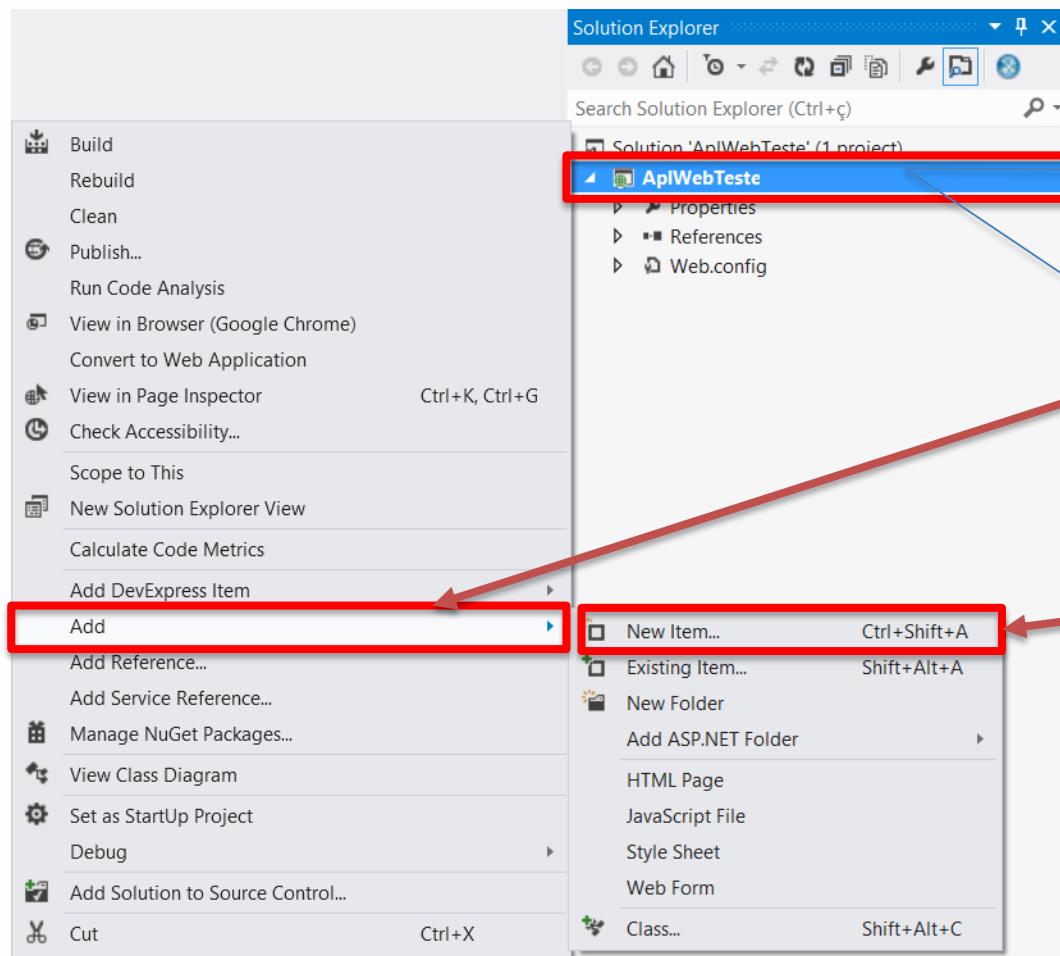 Solution Explorer
Search Solution Explorer (Ctrl+ç)
Solution 'AplWebTeste' (1 project)
AplWebTeste
Properties
References
Web.config
Build
Rebuild
Clean
Publish...
Run Code Analysis
View in Browser (Google Chrome)
Convert to Web Application
View in Page Inspector Ctrl+K, Ctrl+G
Check Accessibility...
Scope to This
New Solution Explorer View
Calculate Code Metrics
Add DevExpress Item
Add
Add Reference...
Add Service Reference...
Manage NuGet Packages...
View Class Diagram
Set as StartUp Project
Debug
Add Solution to Source Control...
Cut Ctrl+X
New Item... Ctrl+Shift+A
Existing Item... Shift+Alt+A
New Folder
Add ASP.NET Folder
HTML Page
JavaScript File
Style Sheet
Web Form
Class... Shift+Alt+C